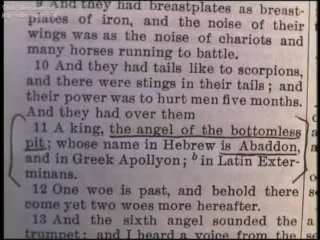 9 And they had breastplates as breast-
plates of iron, and the noise of their
wings was as the noise of chariots and
many horses running to battle.
10 And they had tails like to scorpions,
and there were stings in their tails; and
their power was to hurt men five months.
And they had over them
11 A king, the angel of the bottomless
pit; whose name in Hebrew is Abaddon,
and in Greek Apollyon; b in Latin Exter-
minans.
12 One woe is past, and behold there
come yet two woes more hereafter.
13 And the sixth angel sounded the
trumpet: and I heard a voice from the